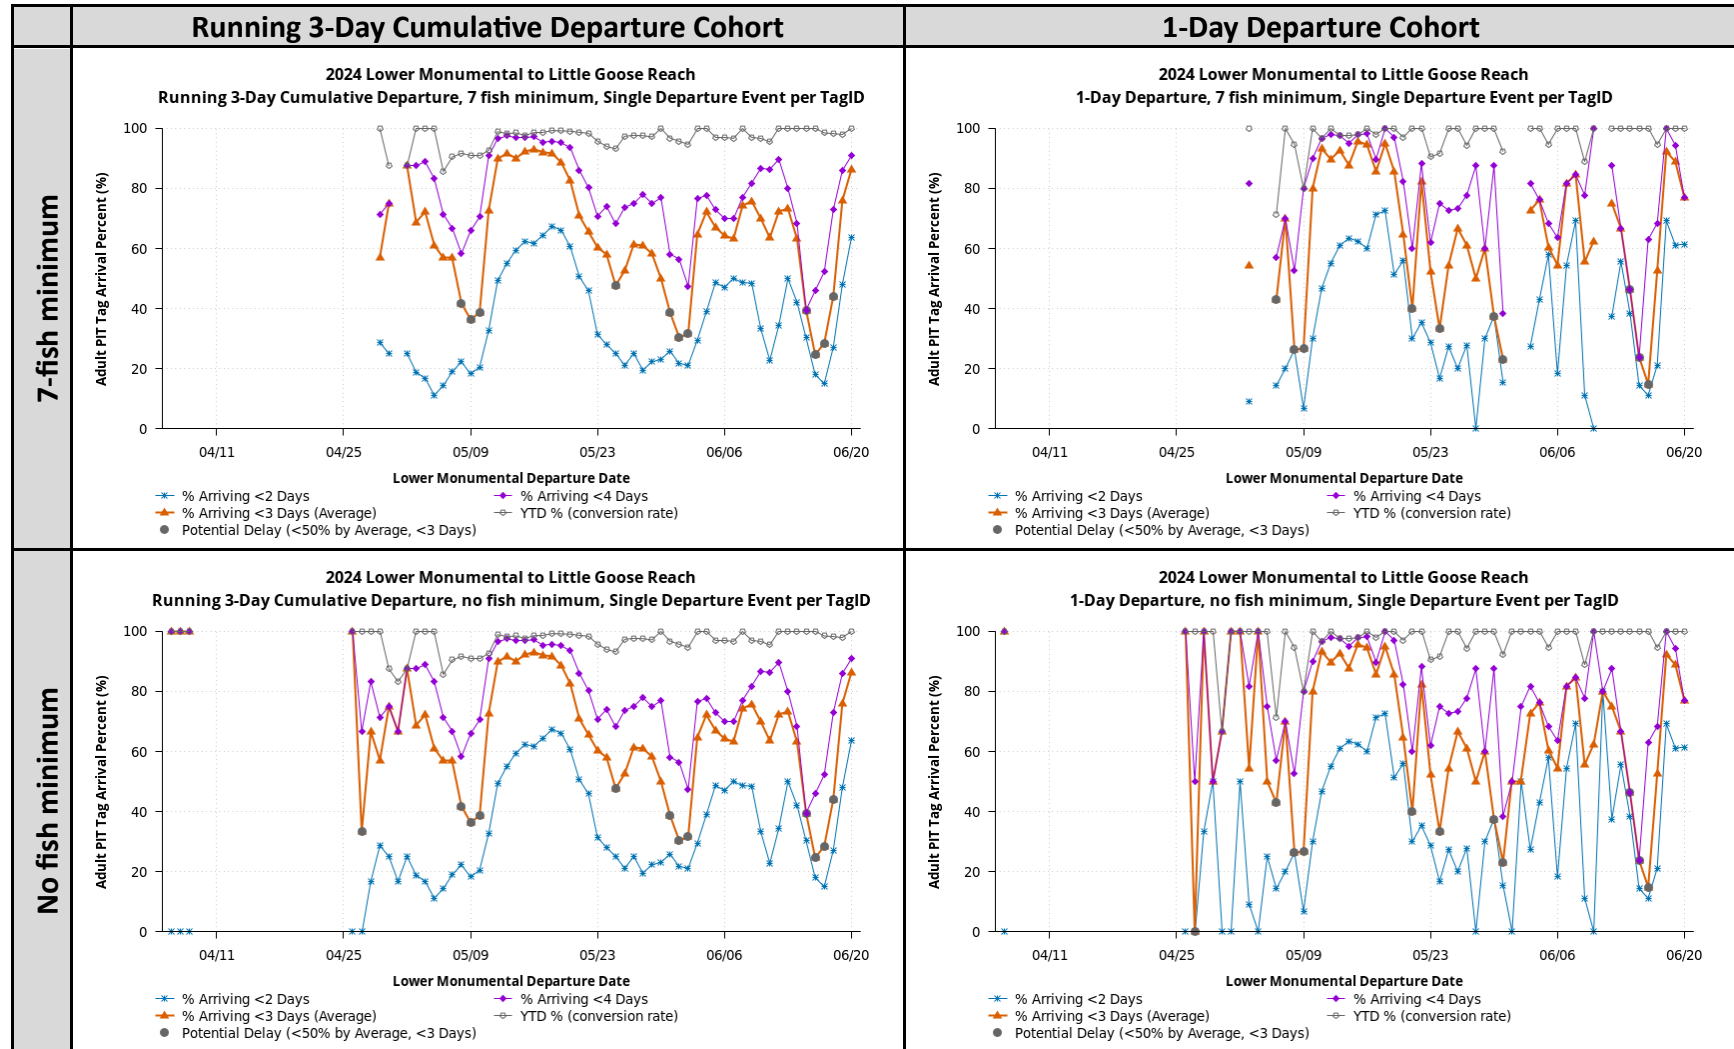 Running 3-Day Cumulative Departure Cohort
1-Day Departure Cohort
7-fish minimum
2024 Lower Monumental to Little Goose Reach
Running 3-Day Cumulative Departure, 7 fish minimum, Single Departure Event per TagID
Adult PIT Tag Arrival Percent (%)
100
80
60
40
20
0
04/11 04/25 05/09 05/23 06/06 06/20
Lower Monumental Departure Date
% Arriving <2 Days
% Arriving <4 Days
% Arriving <3 Days (Average)
YTD % (conversion rate)
Potential Delay (<50% by Average, <3 Days)
2024 Lower Monumental to Little Goose Reach
1-Day Departure, 7 fish minimum, Single Departure Event per TagID
Adult PIT Tag Arrival Percent (%)
100
80
60
40
20
0
04/11 04/25 05/09 05/23 06/06 06/20
Lower Monumental Departure Date
% Arriving <2 Days
% Arriving <4 Days
% Arriving <3 Days (Average)
YTD % (conversion rate)
Potential Delay (<50% by Average, <3 Days)
No fish minimum
2024 Lower Monumental to Little Goose Reach
Running 3-Day Cumulative Departure, no fish minimum, Single Departure Event per TagID
Adult PIT Tag Arrival Percent (%)
100
80
60
40
20
0
04/11 04/25 05/09 05/23 06/06 06/20
Lower Monumental Departure Date
% Arriving <2 Days
% Arriving <4 Days
% Arriving <3 Days (Average)
YTD % (conversion rate)
Potential Delay (<50% by Average, <3 Days)
2024 Lower Monumental to Little Goose Reach
1-Day Departure, no fish minimum, Single Departure Event per TagID
Adult PIT Tag Arrival Percent (%)
100
80
60
40
20
0
04/11 04/25 05/09 05/23 06/06 06/20
Lower Monumental Departure Date
% Arriving <2 Days
% Arriving <4 Days
% Arriving <3 Days (Average)
YTD % (conversion rate)
Potential Delay (<50% by Average, <3 Days)